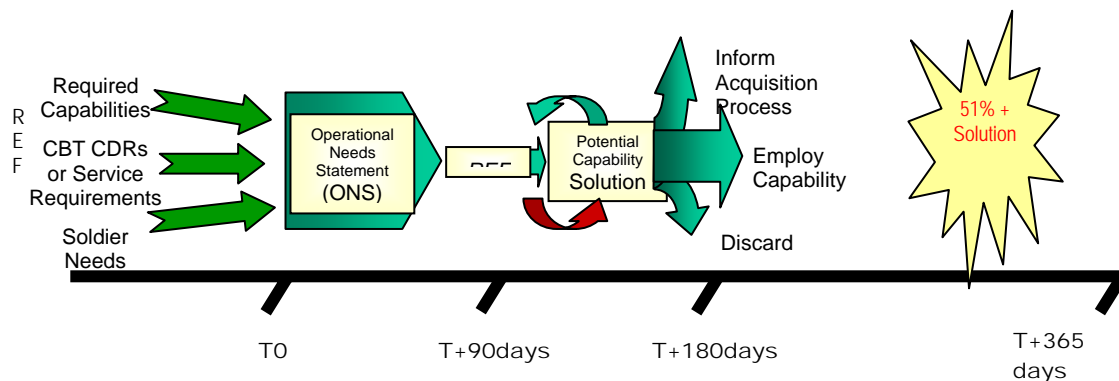 R
E
F
Required
Capabilities
CBT CDRs
or Service
Requirements
Soldier
Needs
Operational
Needs
Statement
(ONS)
Potential
Capability
Solution
Inform
Acquisition
Process
Employ
Capability
Discard
51% +
Solution
T0
T+90days
T+180days
T+365
days